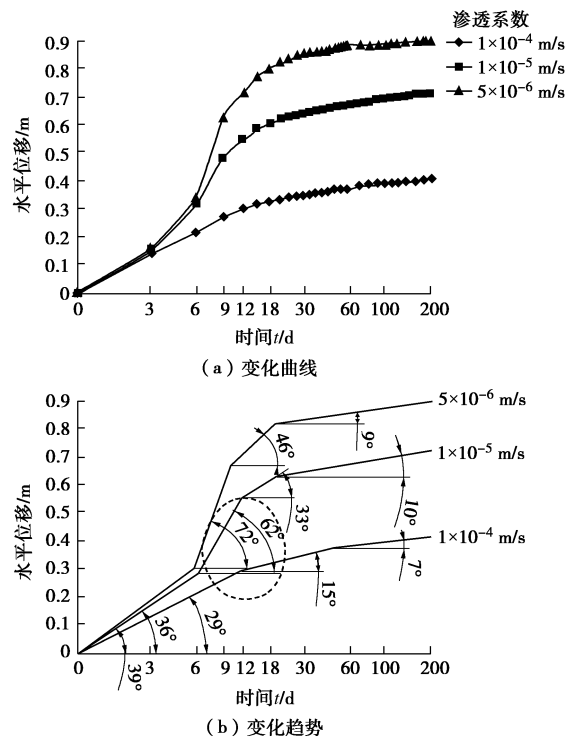 渗透系数
1×10⁻⁴ m/s
1×10⁻⁵ m/s
5×10⁻⁶ m/s
水平位移/m
0.9
0.8
0.7
0.6
0.5
0.4
0.3
0.2
0.1
0
0 3 6 9 12 18 30 60 100 200
时间t/d
（a）变化曲线
水平位移/m
0.9
0.8
0.7
0.6
0.5
0.4
0.3
0.2
0.1
0
5×10⁻⁶ m/s
1×10⁻⁵ m/s
1×10⁻⁴ m/s
46°
9°
33°
10°
72°
62°
15°
7°
39°
36°
29°
0 3 6 9 12 18 30 60 100 200
时间t/d
（b）变化趋势